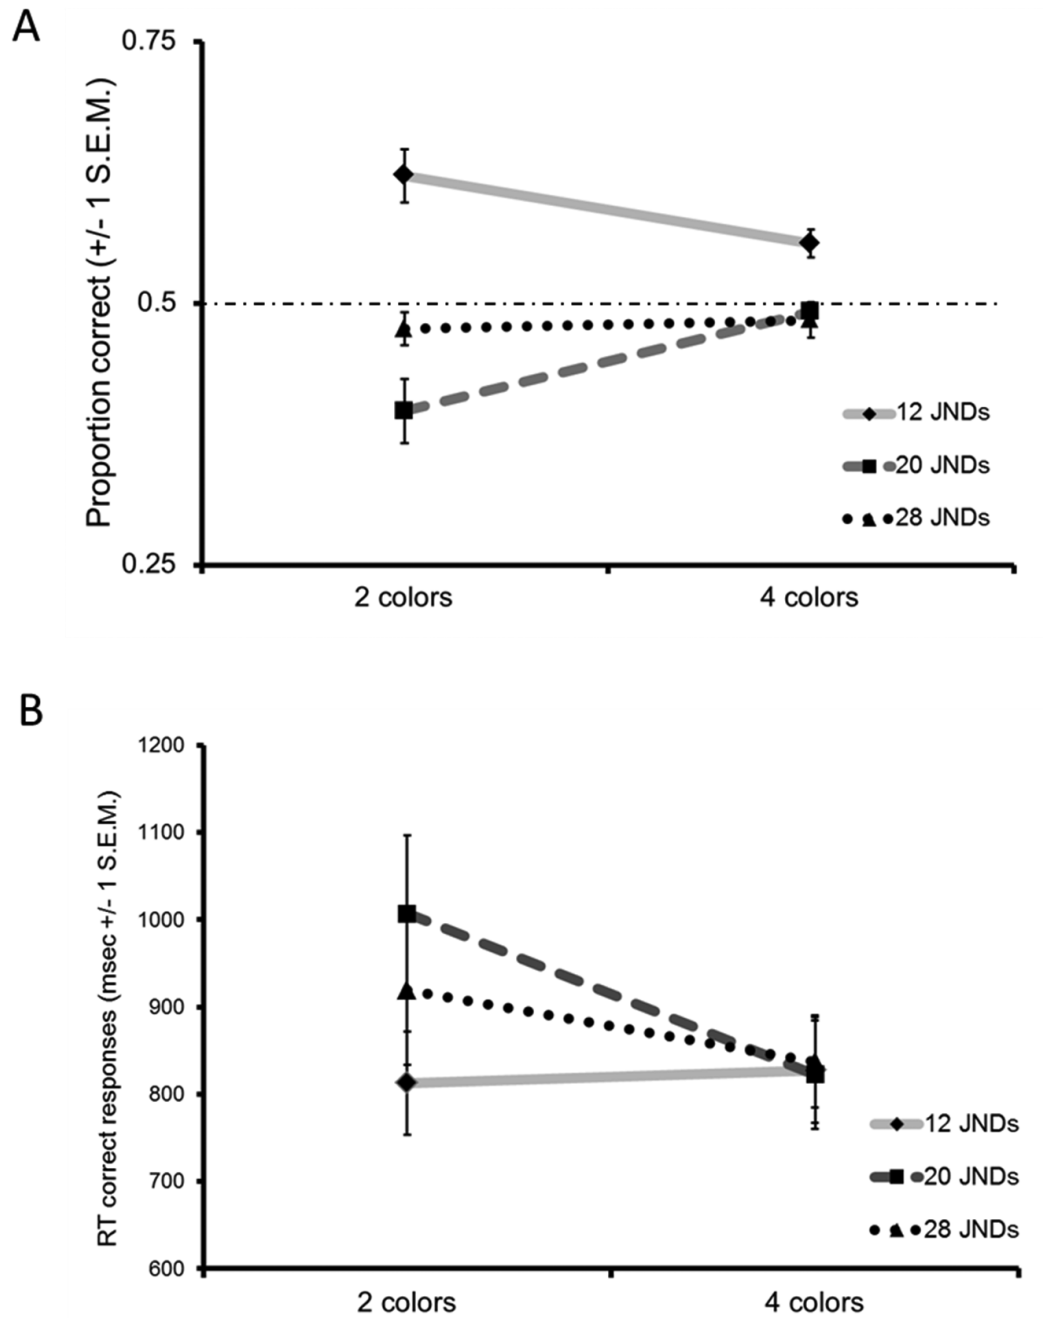 A
0.75
0.5
0.25
Proportion correct (+/- 1 S.E.M.)
12 JNDs
20 JNDs
28 JNDs
2 colors
4 colors
B
1200
1100
1000
900
800
700
600
RT correct responses (msec +/- 1 S.E.M.)
12 JNDs
20 JNDs
28 JNDs
2 colors
4 colors